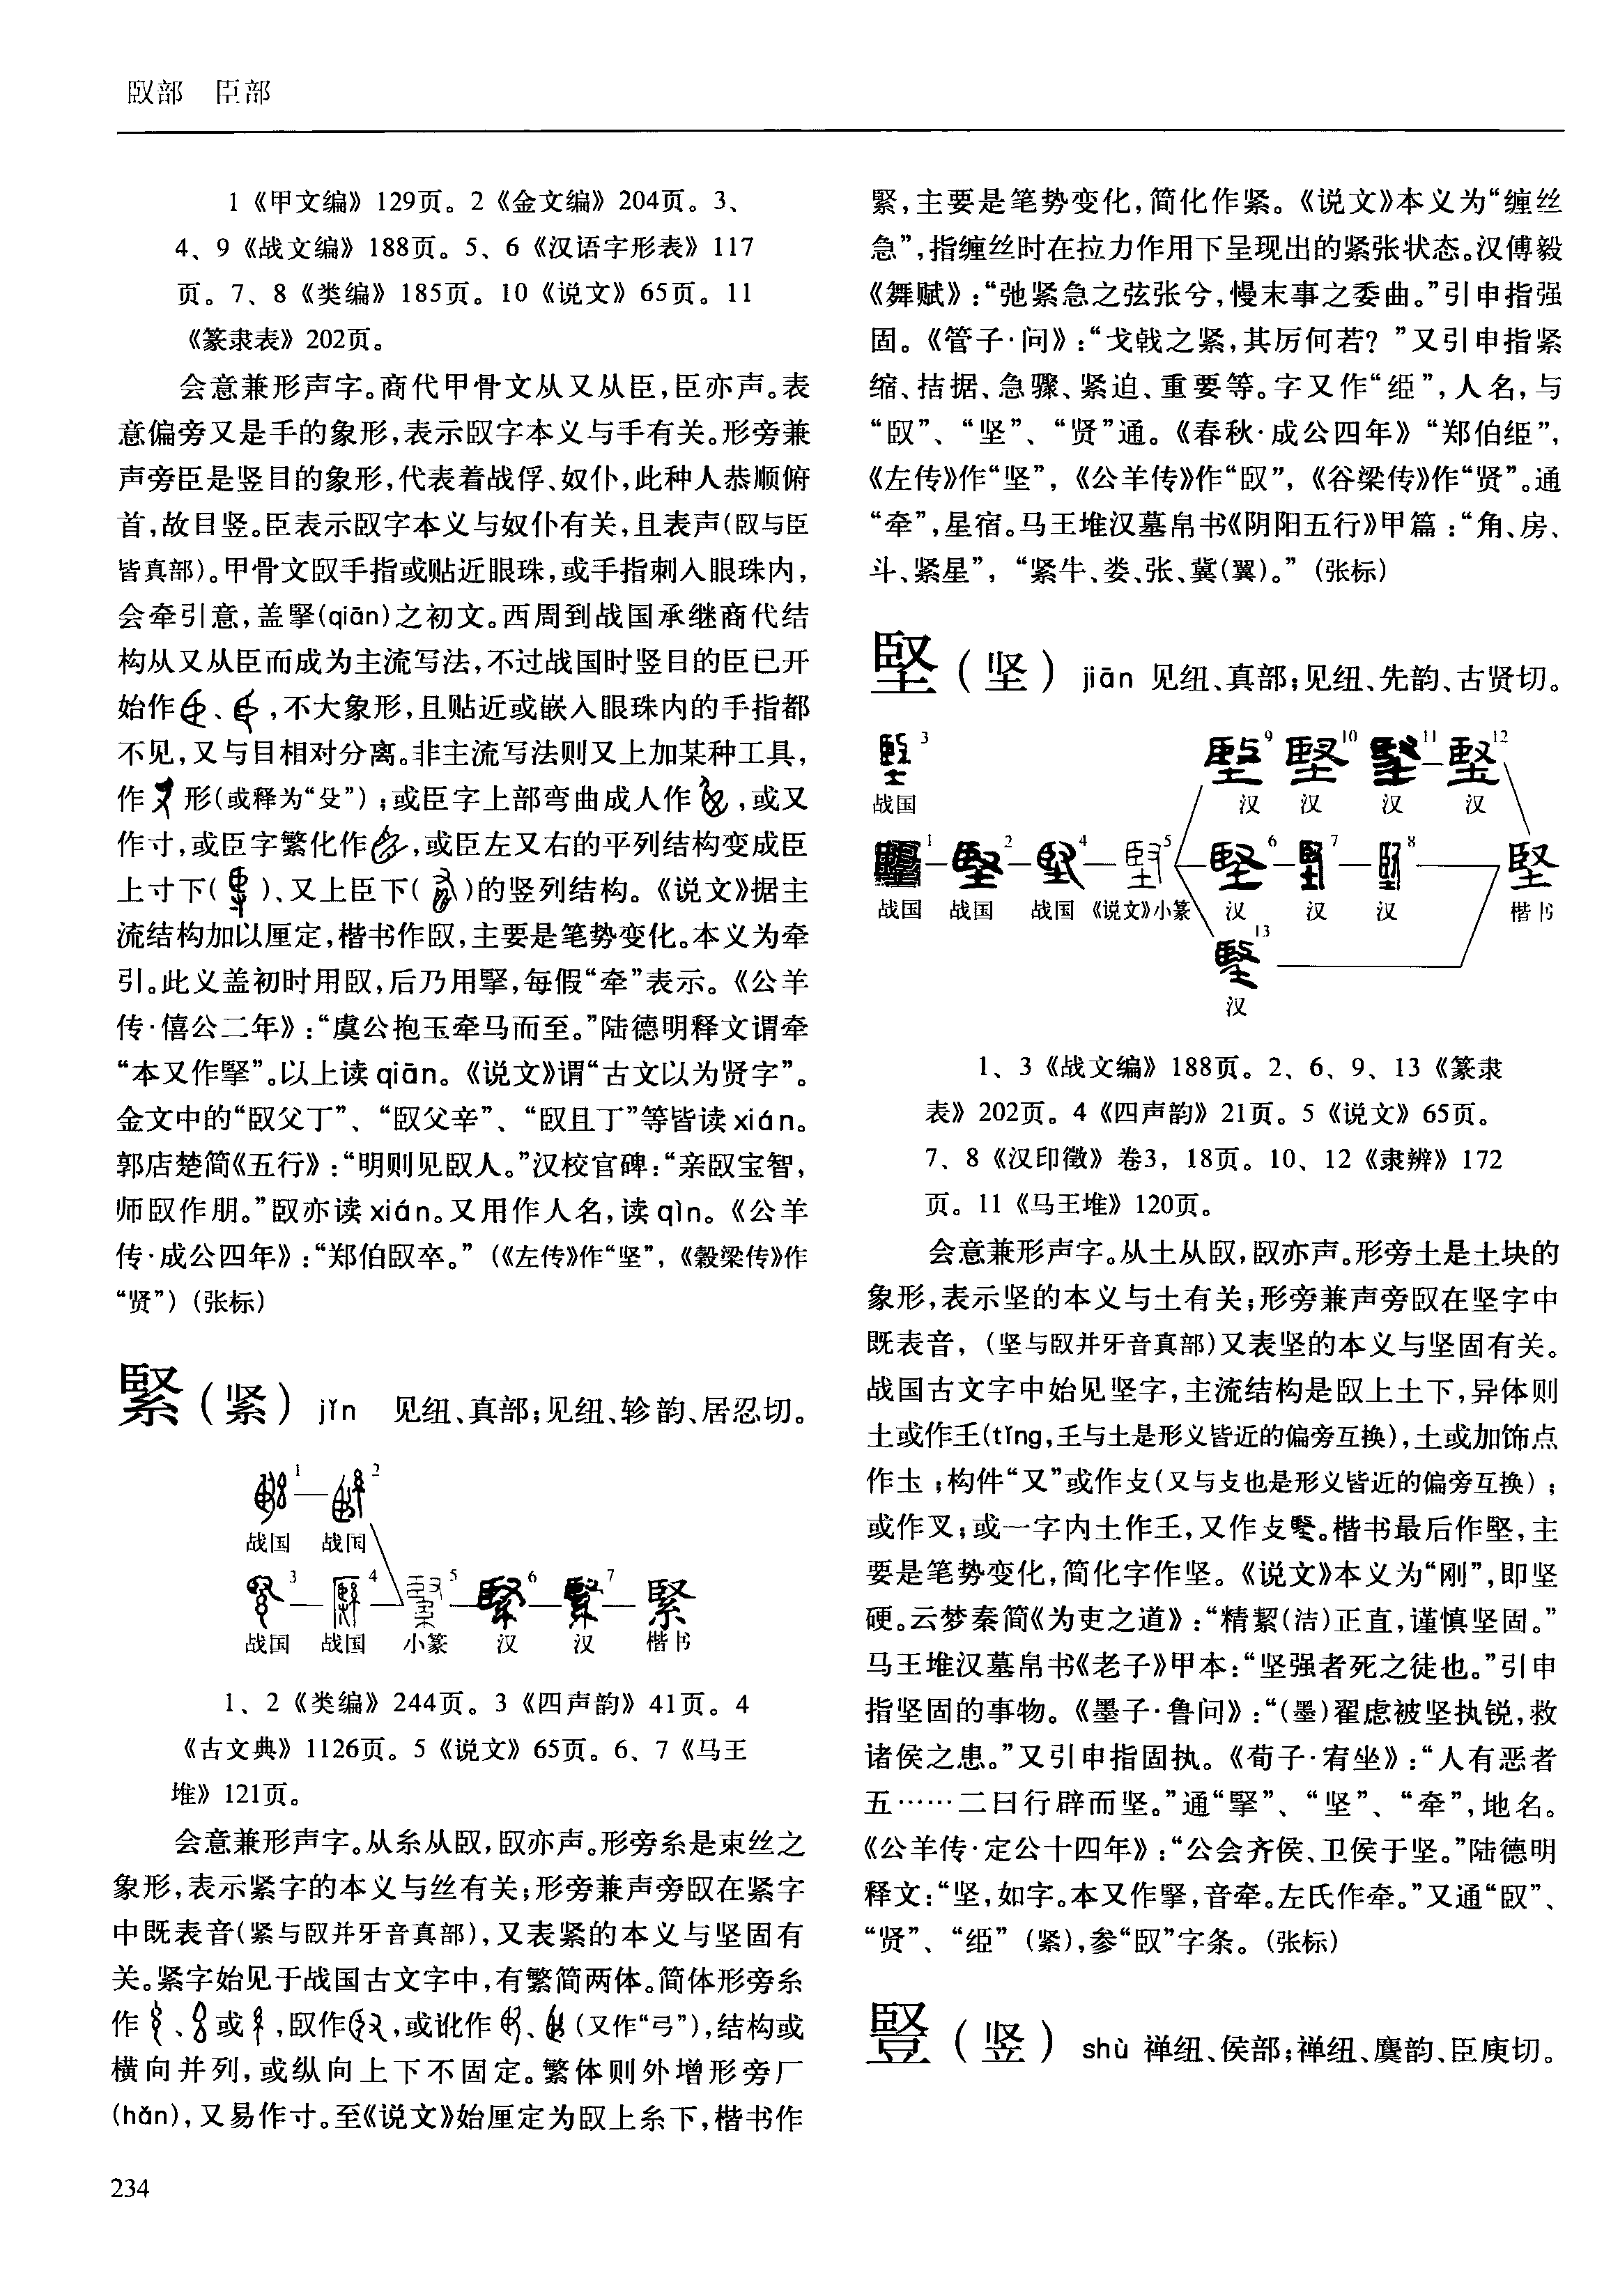 臤部　臣部
1《甲文编》129页。2《金文编》204页。3、
4、9《战文编》188页。5、6《汉语字形表》117
页。7、8《类编》185页。10《说文》65页。11
《篆隶表》202页。
会意兼形声字。商代甲骨文从又从臣，臣亦声。表
意偏旁又是手的象形，表示臤字本义与手有关。形旁兼
声旁臣是竖目的象形，代表着战俘、奴仆，此种人恭顺俯
首，故目竖。臣表示臤字本义与奴仆有关，且表声（臤与臣
皆真部）。甲骨文臤手指或贴近眼珠，或手指刺入眼珠内，
会牵引意，盖掔(qiān)之初文。西周到战国承继商代结
构从又从臣而成为主流写法，不过战国时竖目的臣已开
始作、，不大象形，且贴近或嵌入眼珠内的手指都
不见，又与目相对分离。非主流写法则又上加某种工具，
作形（或释为“殳”）；或臣字上部弯曲成人作，或又
作寸，或臣字繁化作，或臣左又右的平列结构变成臣
上寸下（）、又上臣下（）的竖列结构。《说文》据主
流结构加以厘定，楷书作臤，主要是笔势变化。本义为牵
引。此义盖初时用臤，后乃用掔，每假“牵”表示。《公羊
传·僖公二年》：“虞公抱玉牵马而至。”陆德明释文谓牵
“本又作掔”。以上读qiān。《说文》谓“古文以为贤字”。
金文中的“臤父丁”、“臤父辛”、“臤且丁”等皆读xián。
郭店楚简《五行》：“明则见臤人。”汉校官碑：“亲臤宝智，
师臤作朋。”臤亦读xián。又用作人名，读qìn。《公羊
传·成公四年》：“郑伯臤卒。”（《左传》作“坚”，《穀梁传》作
“贤”）（张标）
緊（紧）jǐn　见纽、真部；见纽、轸韵、居忍切。
1 2
战国　战国
3 4 5 6 7 緊
战国　战国　小篆　汉　汉　楷书
1、2《类编》244页。3《四声韵》41页。4
《古文典》1126页。5《说文》65页。6、7《马王
堆》121页。
会意兼形声字。从糸从臤，臤亦声。形旁糸是束丝之
象形，表示紧字的本义与丝有关；形旁兼声旁臤在紧字
中既表音（紧与臤并牙音真部），又表紧的本义与坚固有
关。紧字始见于战国古文字中，有繁简两体。简体形旁糸
作、或，臤作，或讹作、（又作“弓”），结构或
横向并列，或纵向上下不固定。繁体则外增形旁厂
(hǎn)，又易作寸。至《说文》始厘定为臤上糸下，楷书作
緊，主要是笔势变化，简化作紧。《说文》本义为“缠丝
急”，指缠丝时在拉力作用下呈现出的紧张状态。汉傅毅
《舞赋》：“弛紧急之弦张兮，慢末事之委曲。”引申指强
固。《管子·问》：“戈戟之紧，其厉何若？”又引申指紧
缩、拮据、急骤、紧迫、重要等。字又作“䋎”，人名，与
“臤”、“坚”、“贤”通。《春秋·成公四年》“郑伯䋎”，
《左传》作“坚”，《公羊传》作“臤”，《谷梁传》作“贤”。通
“牵”，星宿。马王堆汉墓帛书《阴阳五行》甲篇：“角、房、
斗、紧星”，“紧牛、娄、张、冀（翼）。”（张标）
堅（坚）jiān 见纽、真部；见纽、先韵、古贤切。
3 9 10 11 12
战国　汉　汉　汉　汉
1 2 4 5 6 7 8 堅
战国　战国　战国　《说文》小篆　汉　汉　汉　楷书
13
汉
1、3《战文编》188页。2、6、9、13《篆隶
表》202页。4《四声韵》21页。5《说文》65页。
7、8《汉印徵》卷3，18页。10、12《隶辨》172
页。11《马王堆》120页。
会意兼形声字。从土从臤，臤亦声。形旁土是土块的
象形，表示坚的本义与土有关；形旁兼声旁臤在坚字中
既表音，（坚与臤并牙音真部）又表坚的本义与坚固有关。
战国古文字中始见坚字，主流结构是臤上土下，异体则
土或作𡈼(tǐng，𡈼与土是形义皆近的偏旁互换)，土或加饰点
作圡；构件“又”或作攴（又与攴也是形义皆近的偏旁互换）；
或作叉；或一字内土作𡈼，又作攴。楷书最后作堅，主
要是笔势变化，简化字作坚。《说文》本义为“刚”，即坚
硬。云梦秦简《为吏之道》：“精絜（洁）正直，谨慎坚固。”
马王堆汉墓帛书《老子》甲本：“坚强者死之徒也。”引申
指坚固的事物。《墨子·鲁问》：“（墨）翟虑被坚执锐，救
诸侯之患。”又引申指固执。《荀子·宥坐》：“人有恶者
五……二曰行辟而坚。”通“掔”、“坚”、“牵”，地名。
《公羊传·定公十四年》：“公会齐侯、卫侯于坚。”陆德明
释文：“坚，如字。本又作掔，音牵。左氏作牵。”又通“臤”、
“贤”、“䋎”（紧），参“臤”字条。（张标）
豎（竖）shù 禅纽、侯部；禅纽、麌韵、臣庾切。
234